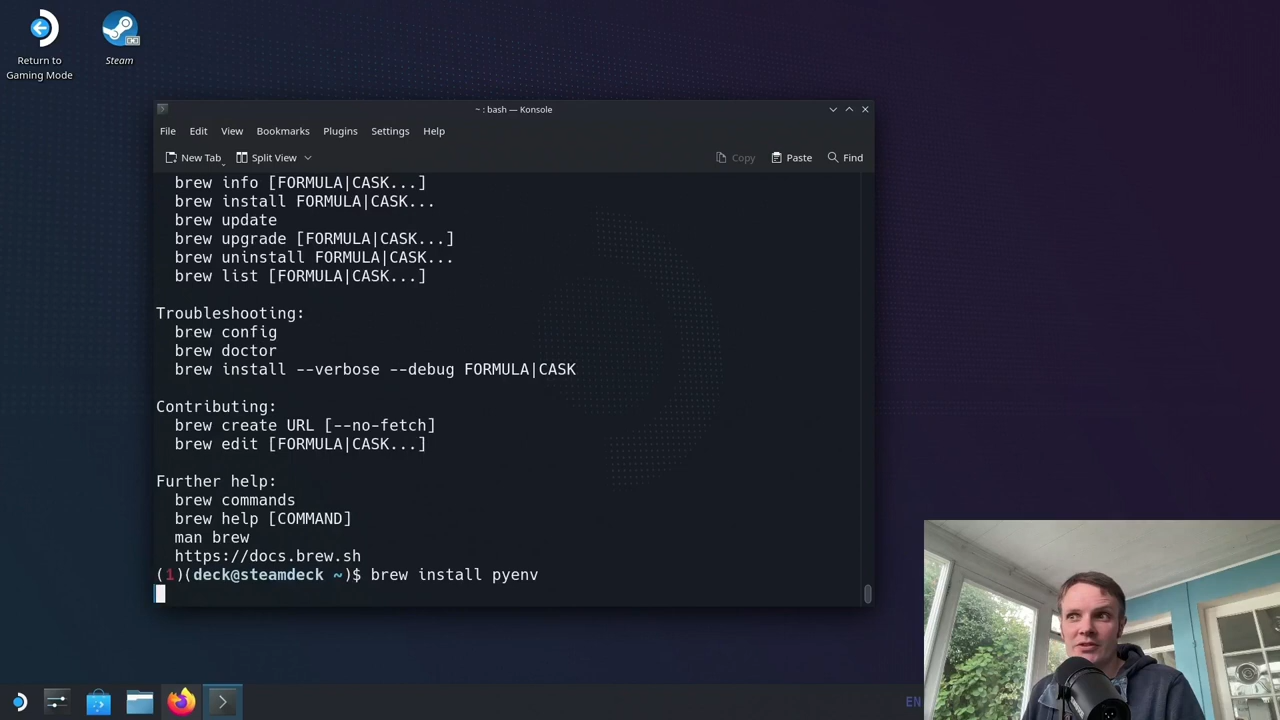 Return to
Gaming Mode
Steam
~ : bash — Konsole
File Edit View Bookmarks Plugins Settings Help
New Tab Split View Copy Paste Find
brew info [FORMULA|CASK...]
brew install FORMULA|CASK...
brew update
brew upgrade [FORMULA|CASK...]
brew uninstall FORMULA|CASK...
brew list [FORMULA|CASK...]
Troubleshooting:
brew config
brew doctor
brew install --verbose --debug FORMULA|CASK
Contributing:
brew create URL [--no-fetch]
brew edit [FORMULA|CASK...]
Further help:
brew commands
brew help [COMMAND]
man brew
https://docs.brew.sh
(1)(deck@steamdeck ~)$ brew install pyenv
EN